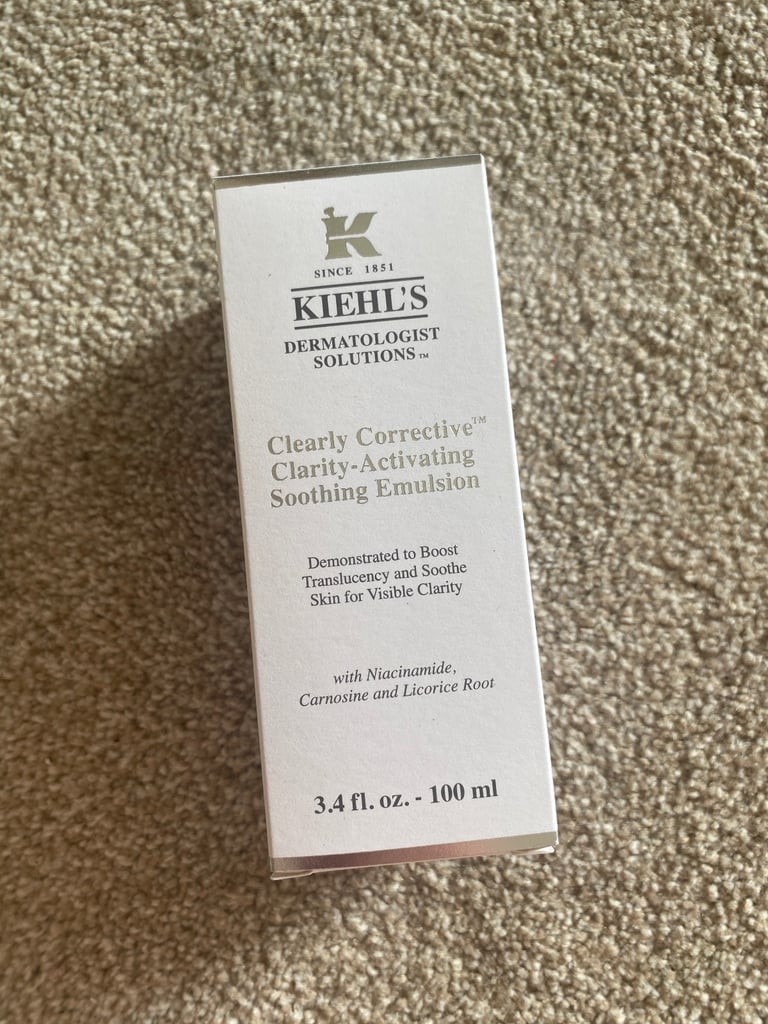 K
SINCE 1851
KIEHL'S
DERMATOLOGIST
SOLUTIONS™
Clearly Corrective™
Clarity-Activating
Soothing Emulsion
Demonstrated to Boost
Translucency and Soothe
Skin for Visible Clarity
with Niacinamide,
Carnosine and Licorice Root
3.4 fl. oz. - 100 ml